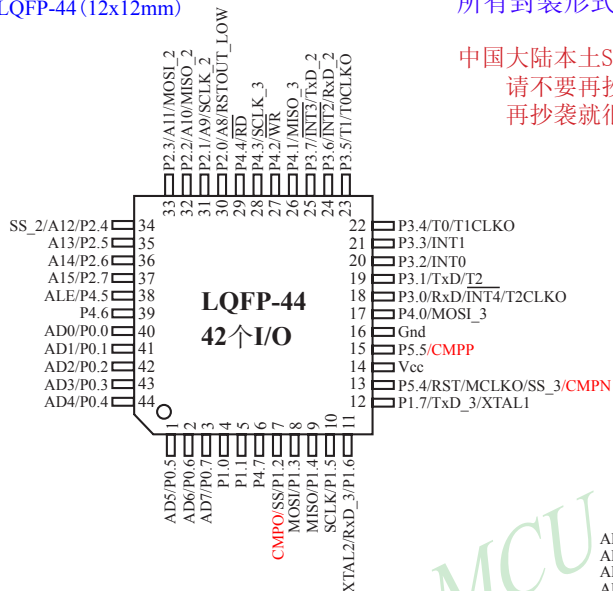 LQFP-44(12x12mm)
所有封装形式
中国大陆本土S
请不要再抄
再抄袭就很
P2.3/A11/MOSI_2
P2.2/A10/MISO_2
P2.1/A9/SCLK_2
P2.0/A8/RSTOUT_LOW
P4.4/RD
P4.3/SCLK_3
P4.2/WR
P4.1/MISO_3
P3.7/INT3/TxD_2
P3.6/INT2/RxD_2
P3.5/T1/T0CLKO
33 32 31 30 29 28 27 26 25 24 23
SS_2/A12/P2.4 34
A13/P2.5 35
A14/P2.6 36
A15/P2.7 37
ALE/P4.5 38
P4.6 39
AD0/P0.0 40
AD1/P0.1 41
AD2/P0.2 42
AD3/P0.3 43
AD4/P0.4 44
LQFP-44
42个I/O
22 P3.4/T0/T1CLKO
21 P3.3/INT1
20 P3.2/INT0
19 P3.1/TxD/T2
18 P3.0/RxD/INT4/T2CLKO
17 P4.0/MOSI_3
16 Gnd
15 P5.5/CMPP
14 Vcc
13 P5.4/RST/MCLKO/SS_3/CMPN
12 P1.7/TxD_3/XTAL1
1 2 3 4 5 6 7 8 9 10 11
AD5/P0.5
AD6/P0.6
AD7/P0.7
P1.0
P1.1
P4.7
CMPO/SS/P1.2
MOSI/P1.3
MISO/P1.4
SCLK/P1.5
XTAL2/RxD_3/P1.6
MCU